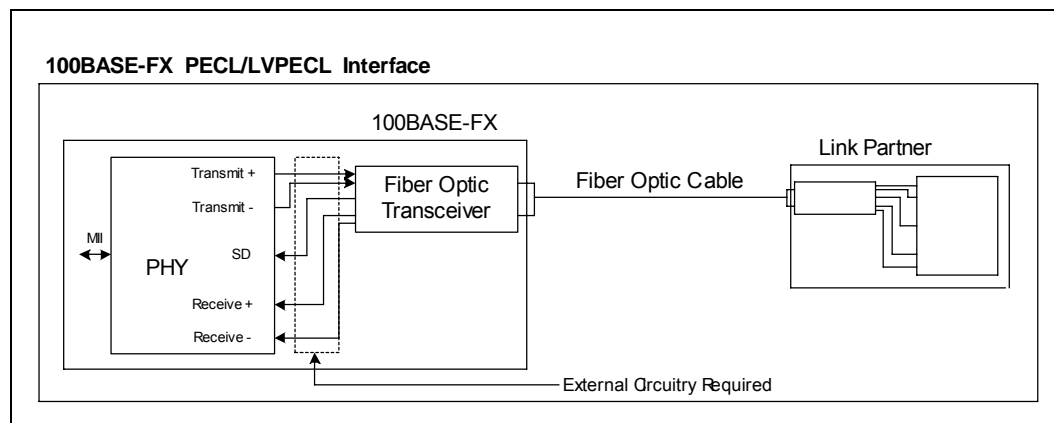 100BASE-FX PECL/LVPECL Interface
100BASE-FX
Link Partner
Transmit +
Fiber Optic
Transceiver
Fiber Optic Cable
Transmit -
MII
PHY
SD
Receive +
Receive -
External Circuitry Required